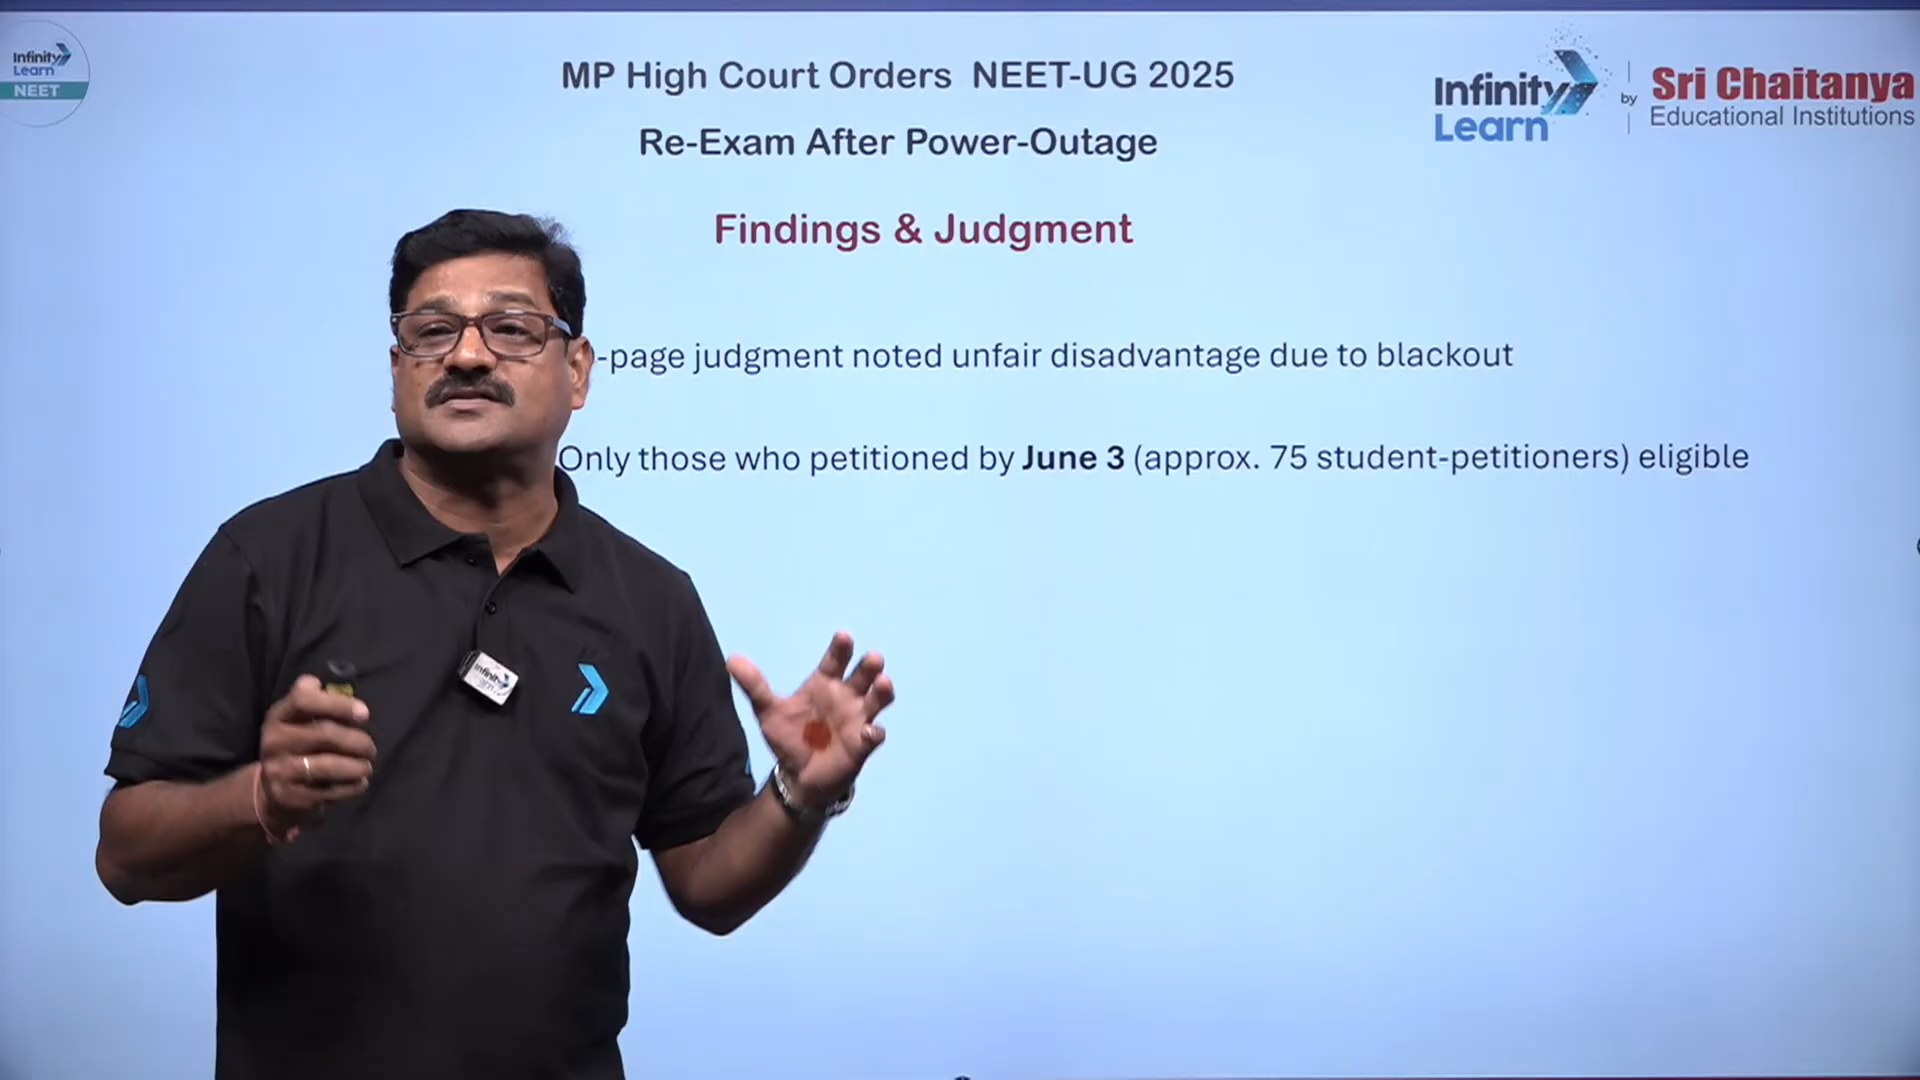 Infinity
Learn
NEET
MP High Court Orders NEET-UG 2025
Re-Exam After Power-Outage
Infinity
Learn
by
Sri Chaitanya
Educational Institutions
Findings & Judgment
-page judgment noted unfair disadvantage due to blackout
Only those who petitioned by June 3 (approx. 75 student-petitioners) eligible
Infinity